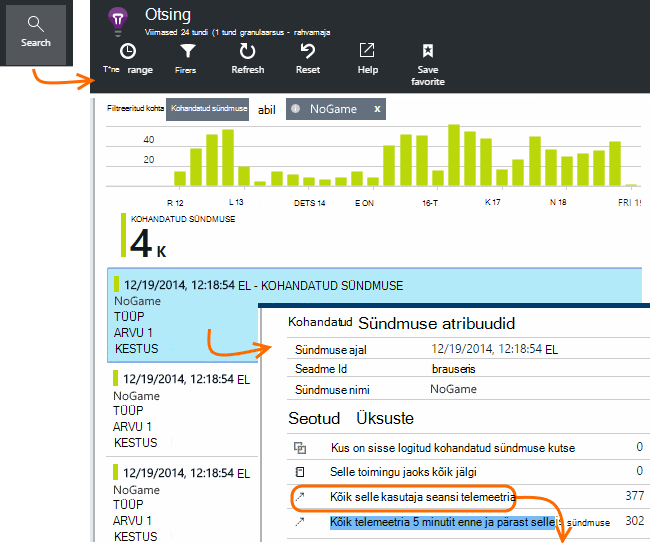 Search
Otsing
Viimased 24 tundi (1 tund granulaarsus - rahvamaja
T*ne range
Firers
Refresh
Reset
Help
Save favorite
Filtreeritud kohta Kohandatud sündmuse abil NoGame x
40
20
R 12 L 13 DETS 14 E ON 16-T K 17 N 18 FRI 19
KOHANDATUD SÜNDMUSE
4 K
12/19/2014, 12:18:54 EL - KOHANDATUD SÜNDMUSE
NoGame
TÜÜP
ARVU 1
KESTUS
12/19/2014, 12:18:54 EL
NoGame
TÜÜP
ARVU 1
KESTUS
12/19/2014, 12:18:54 EL
NoGame
TÜÜP
ARVU 1
KESTUS
Kohandatud Sündmuse atribuudid
Sündmuse ajal 12/19/2014, 12:18:54 EL
Seadme Id brauseris
Sündmuse nimi NoGame
Seotud Üksuste
Kus on sisse logitud kohandatud sündmuse kutse 0
Selle toimingu jaoks kõik jälgi 0
Kõik selle kasutaja seansi telemeetria 377
Kõik telemeetria 5 minutit enne ja pärast selle sündmuse 302